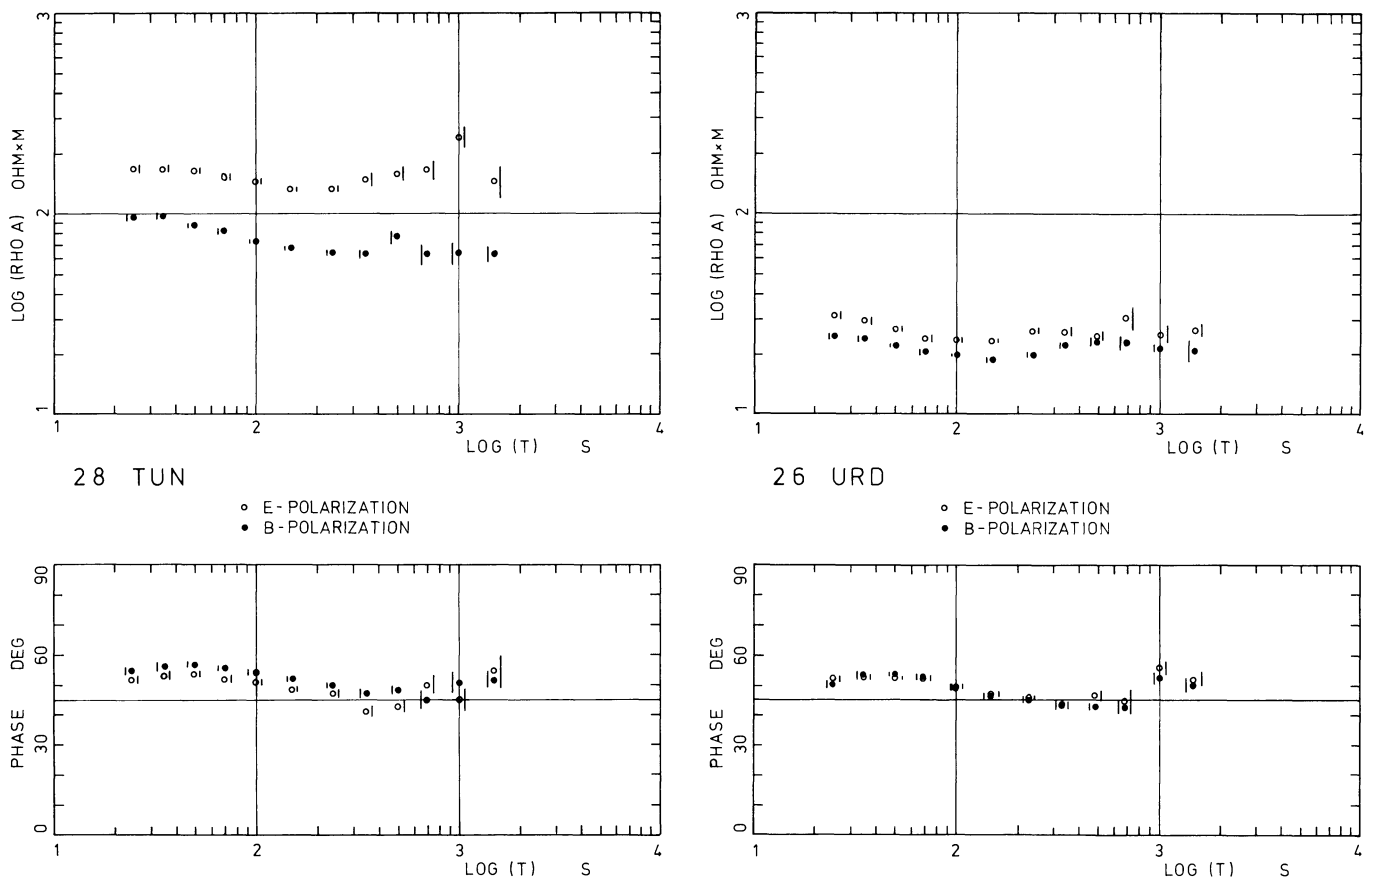 3
LOG (RHO A) OHM×M
2
1
1 2 3 4
LOG (T) S
28 TUN
E - POLARIZATION
B - POLARIZATION
90
PHASE DEG
60
30
0
1 2 3 4
LOG (T) S
3
LOG (RHO A) OHM×M
2
1
1 2 3 4
LOG (T) S
26 URD
E - POLARIZATION
B - POLARIZATION
90
PHASE DEG
60
30
0
1 2 3 4
LOG (T) S